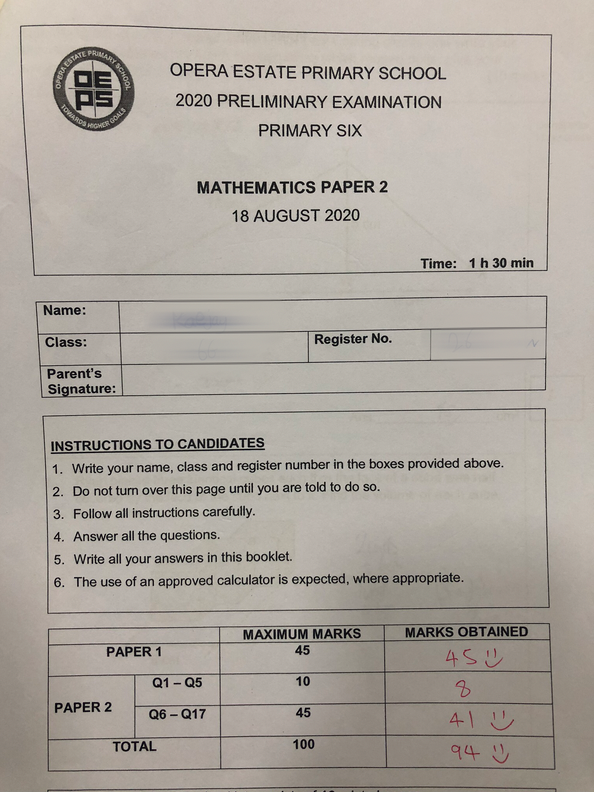 OPERA ESTATE PRIMARY SCHOOL
OE
PS
TOWARDS HIGHER GOALS
OPERA ESTATE PRIMARY SCHOOL
2020 PRELIMINARY EXAMINATION
PRIMARY SIX
MATHEMATICS PAPER 2
18 AUGUST 2020
Time: 1 h 30 min
Name:
Class: Register No.
Parent's
Signature:
INSTRUCTIONS TO CANDIDATES
1. Write your name, class and register number in the boxes provided above.
2. Do not turn over this page until you are told to do so.
3. Follow all instructions carefully.
4. Answer all the questions.
5. Write all your answers in this booklet.
6. The use of an approved calculator is expected, where appropriate.
MAXIMUM MARKS MARKS OBTAINED
PAPER 1 45 45
PAPER 2 Q1 – Q5 10 8
Q6 – Q17 45 41
TOTAL 100 94